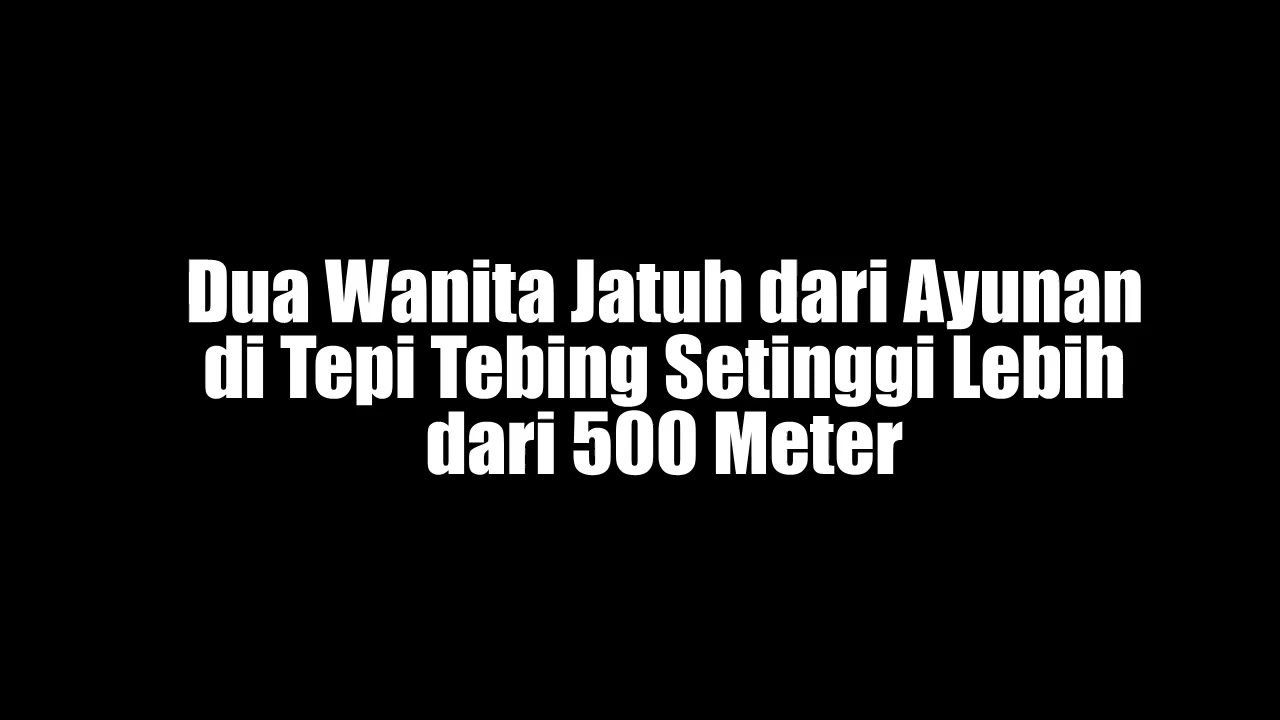 Dua Wanita Jatuh dari Ayunan
di Tepi Tebing Setinggi Lebih
dari 500 Meter